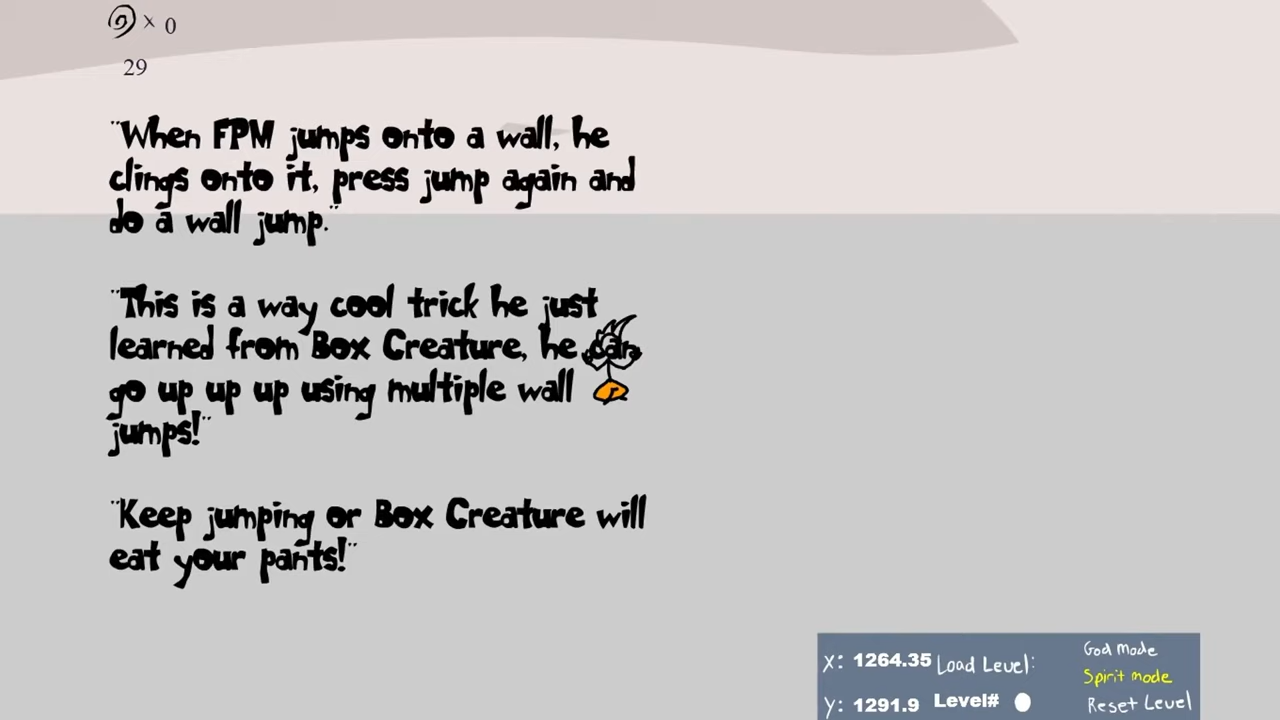 x 0
29
"When FPM jumps onto a wall, he
clings onto it, press jump again and
do a wall jump."
"This is a way cool trick he just
learned from Box Creature, he can
go up up up using multiple wall
jumps!"
"Keep jumping or Box Creature will
eat your pants!"
x: 1264.35 Load Level: God mode
Spirit mode
y: 1291.9 Level# Reset Level